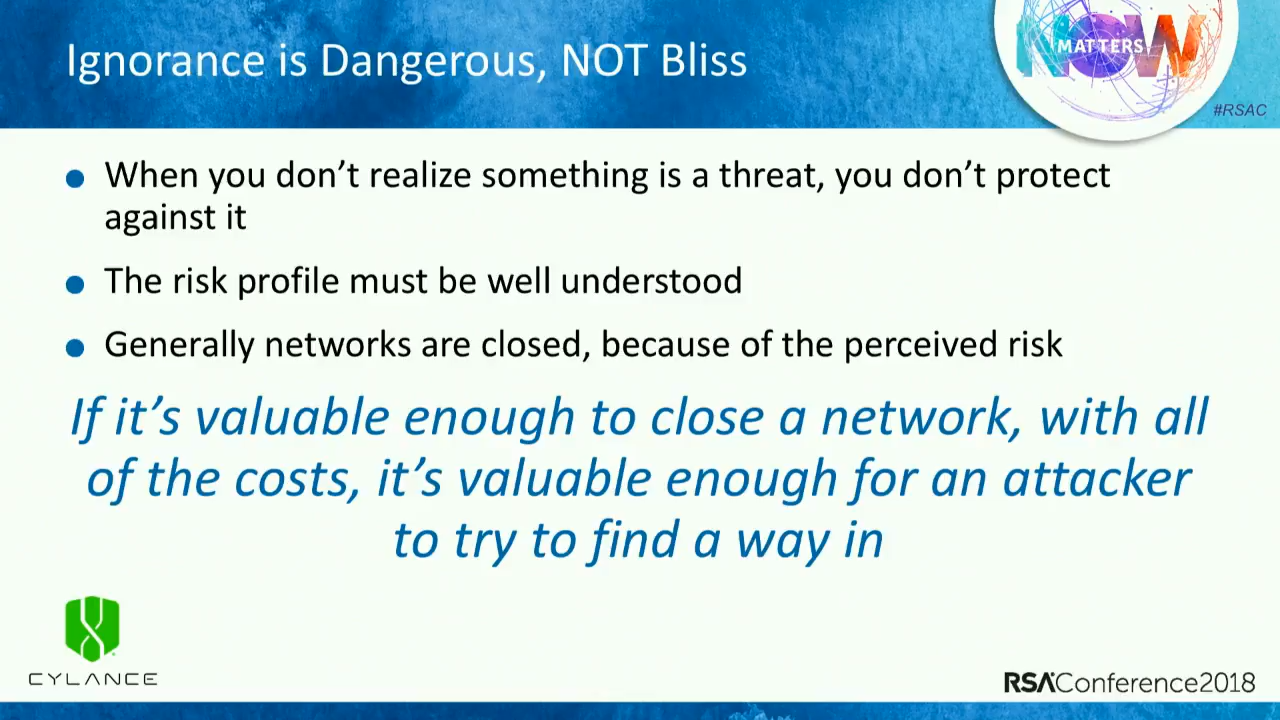 Ignorance is Dangerous, NOT Bliss
NOW
MATTERS
#RSAC
When you don’t realize something is a threat, you don’t protect
against it
The risk profile must be well understood
Generally networks are closed, because of the perceived risk
If it’s valuable enough to close a network, with all
of the costs, it’s valuable enough for an attacker
to try to find a way in
CYLANCE
RSAConference2018